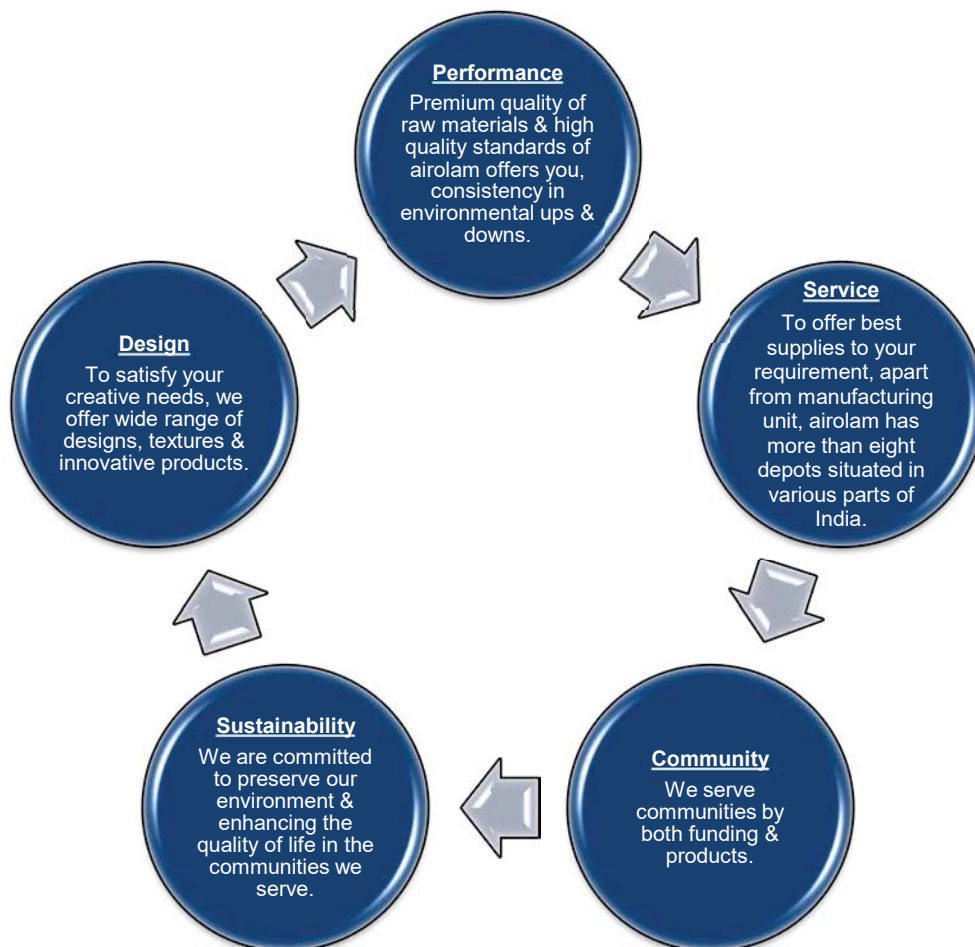 Performance
Premium quality of
raw materials & high
quality standards of
airolam offers you,
consistency in
environmental ups &
downs.
Service
To offer best
supplies to your
requirement, apart
from manufacturing
unit, airolam has
more than eight
depots situated in
various parts of
India.
Community
We serve
communities by
both funding &
products.
Sustainability
We are committed
to preserve our
environment &
enhancing the
quality of life in the
communities we
serve.
Design
To satisfy your
creative needs, we
offer wide range of
designs, textures &
innovative products.